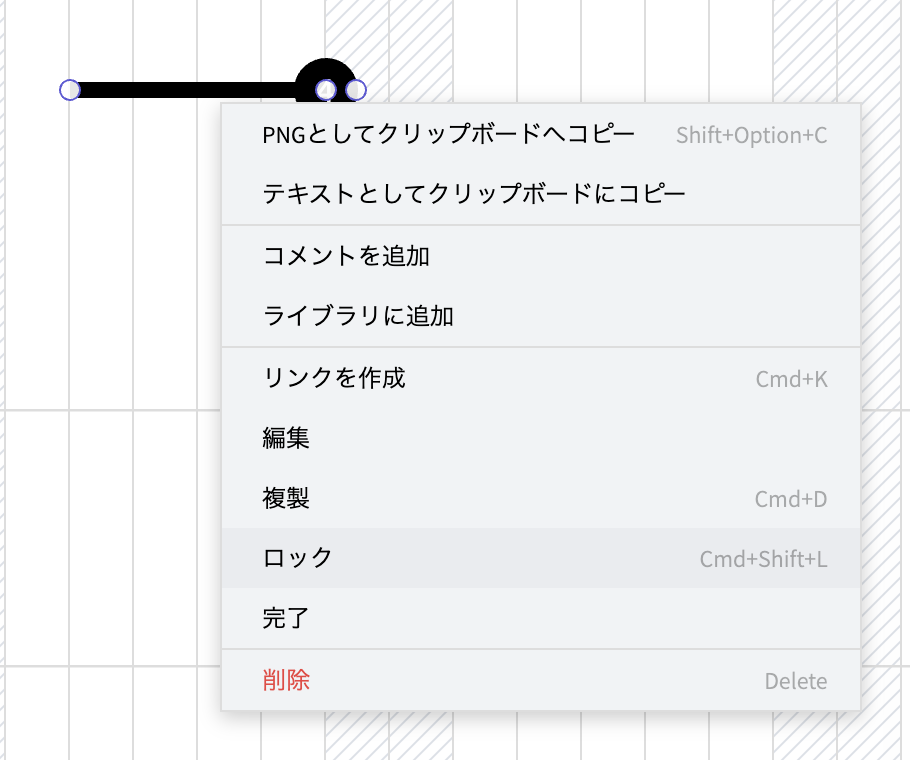 PNGとしてクリップボードへコピー Shift+Option+C
テキストとしてクリップボードにコピー
コメントを追加
ライブラリに追加
リンクを作成 Cmd+K
編集
複製 Cmd+D
ロック Cmd+Shift+L
完了
削除 Delete